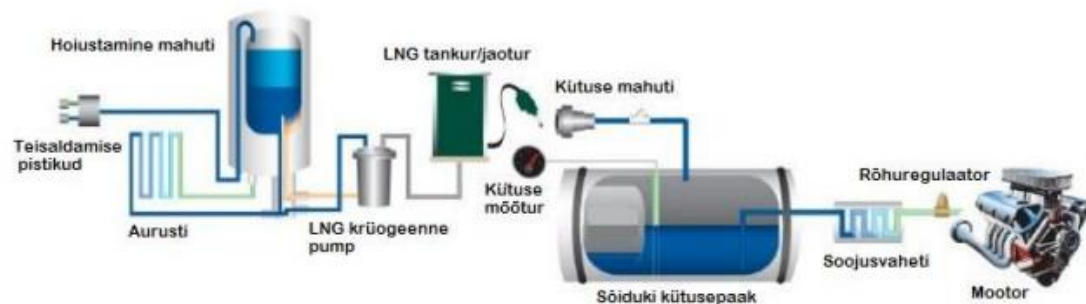 Hoiustamine mahuti
LNG tankur/jaotur
Kütuse mahuti
Teisaldamise
pistikud
Kütuse
mõõtur
Rõhuregulaator
Aurusti
LNG krüogeenne
pump
Soojusvaheti
Sõiduki kütusepaak
Mootor